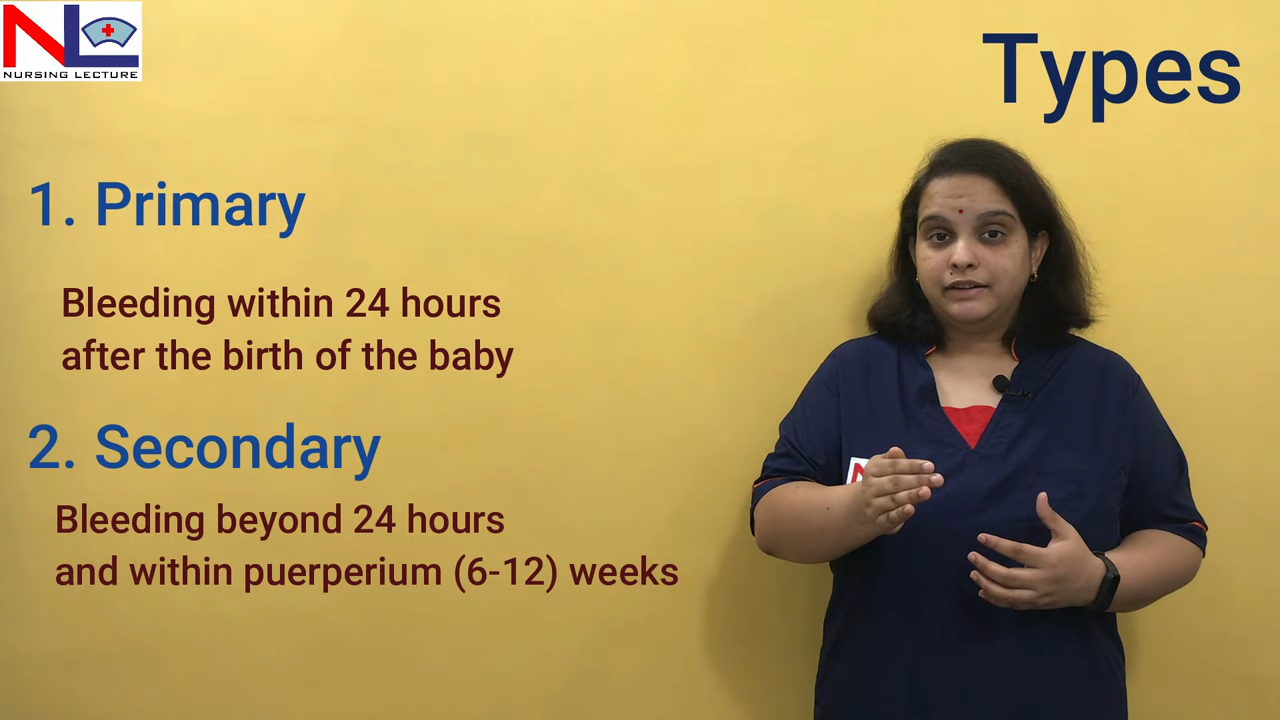 NL
NURSING LECTURE
Types
1. Primary
Bleeding within 24 hours
after the birth of the baby
2. Secondary
Bleeding beyond 24 hours
and within puerperium (6-12) weeks